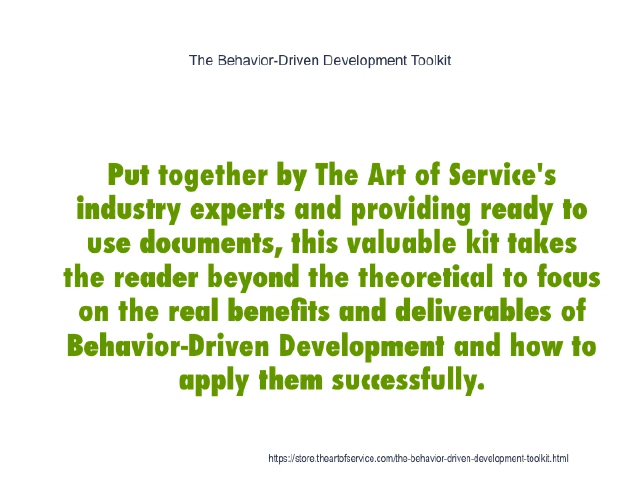 The Behavior-Driven Development Toolkit
Put together by The Art of Service's
industry experts and providing ready to
use documents, this valuable kit takes
the reader beyond the theoretical to focus
on the real benefits and deliverables of
Behavior-Driven Development and how to
apply them successfully.
https://store.theartofservice.com/the-behavior-driven-development-toolkit.html